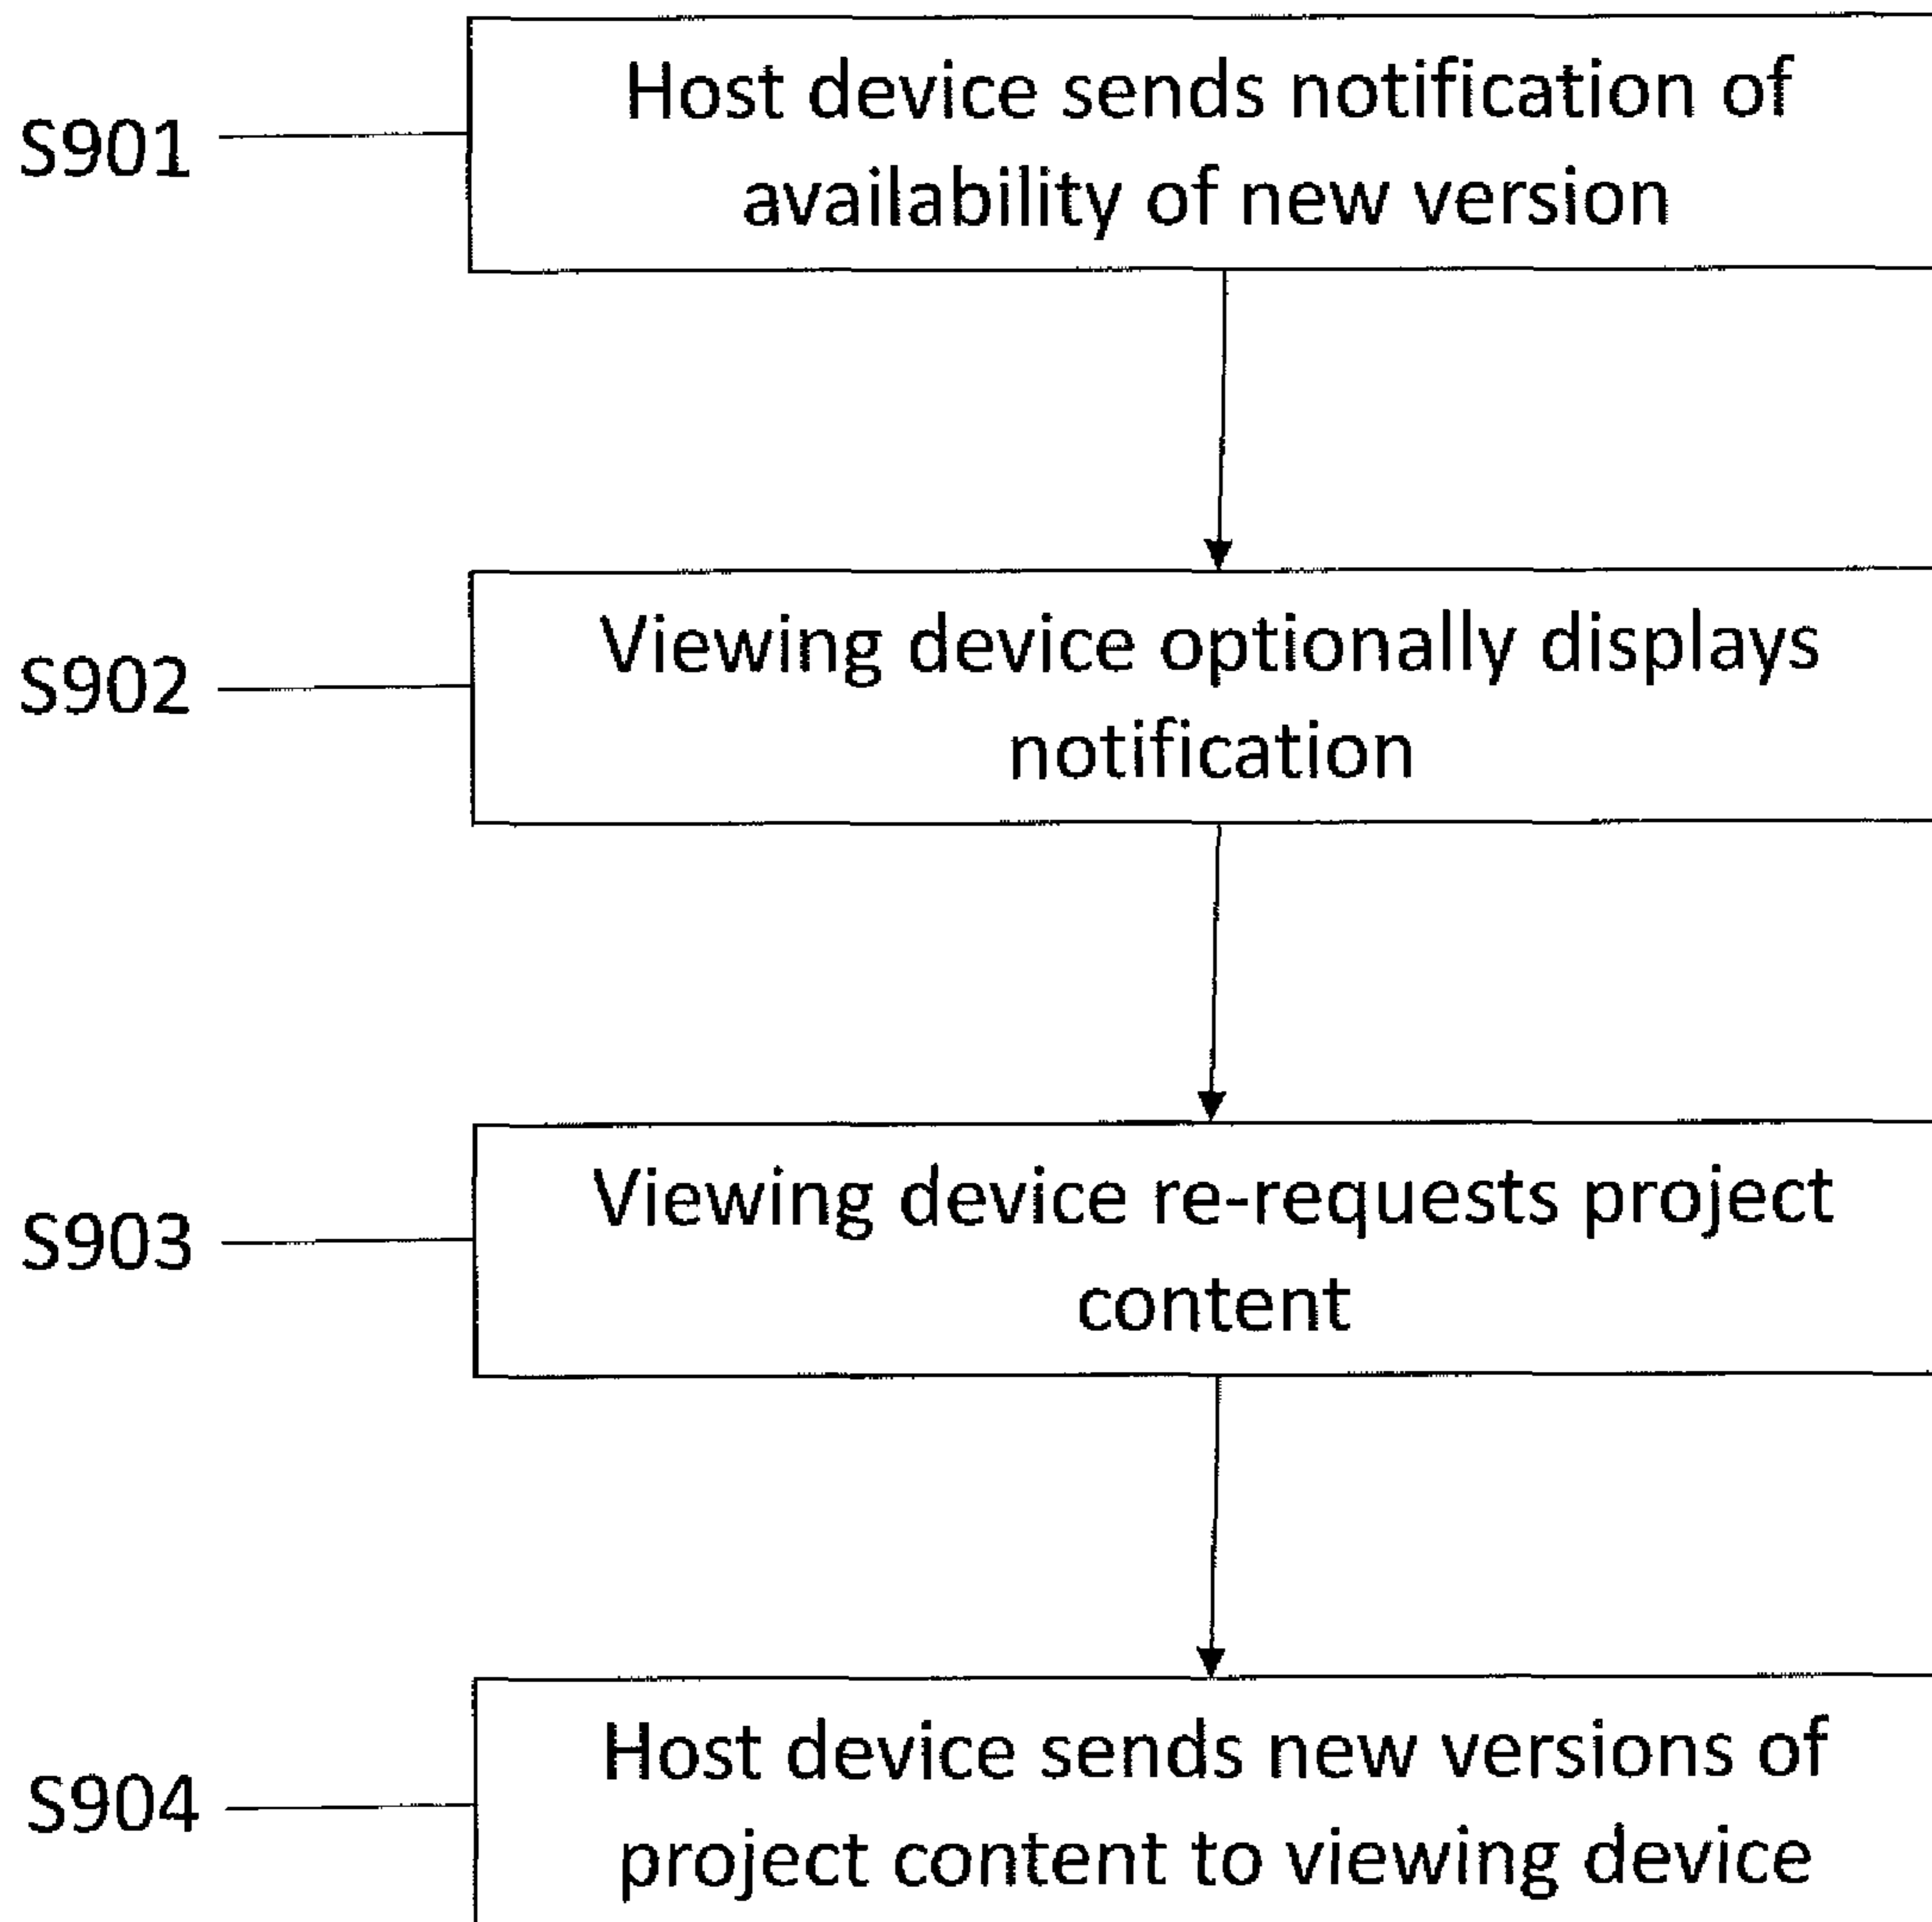 S901
Host device sends notification of
availability of new version
S902
Viewing device optionally displays
notification
S903
Viewing device re-requests project
content
S904
Host device sends new versions of
project content to viewing device